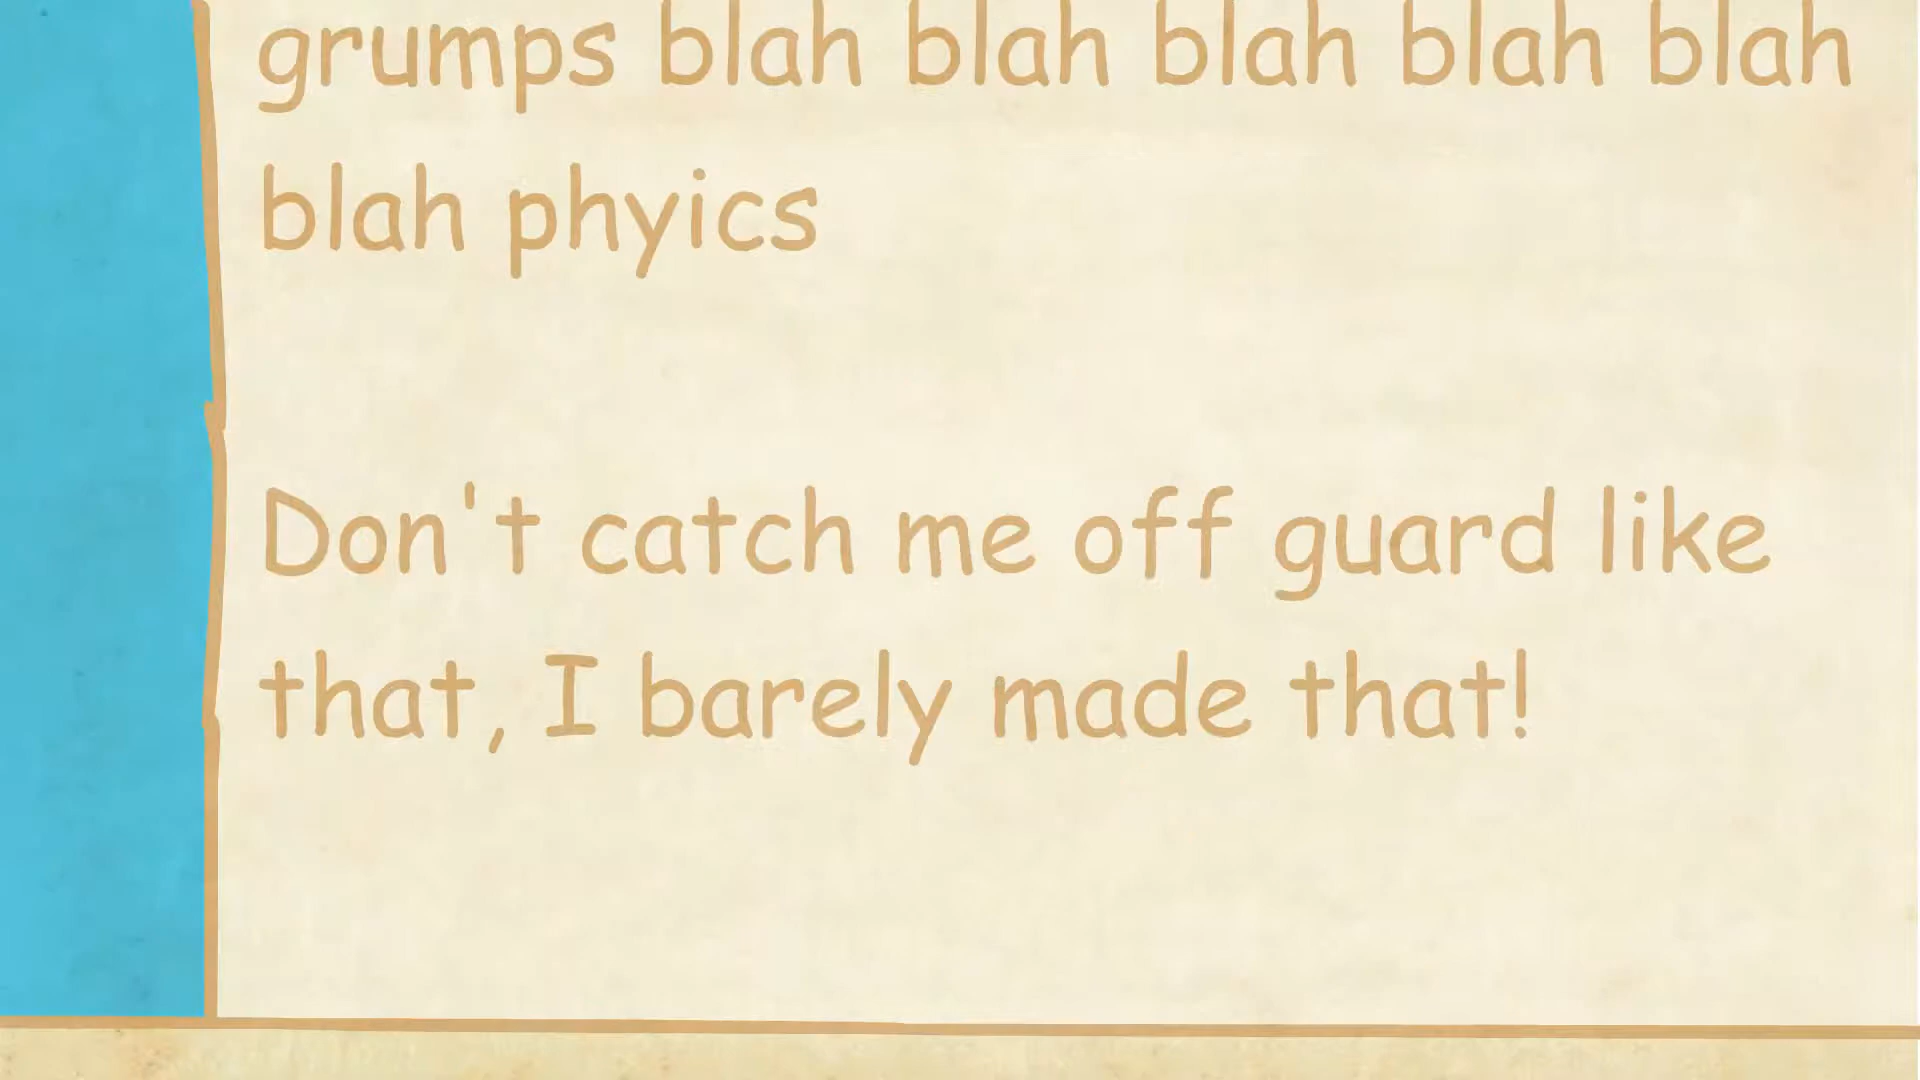 grumps blah blah blah blah blah
blah phyics
Don't catch me off guard like
that, I barely made that!